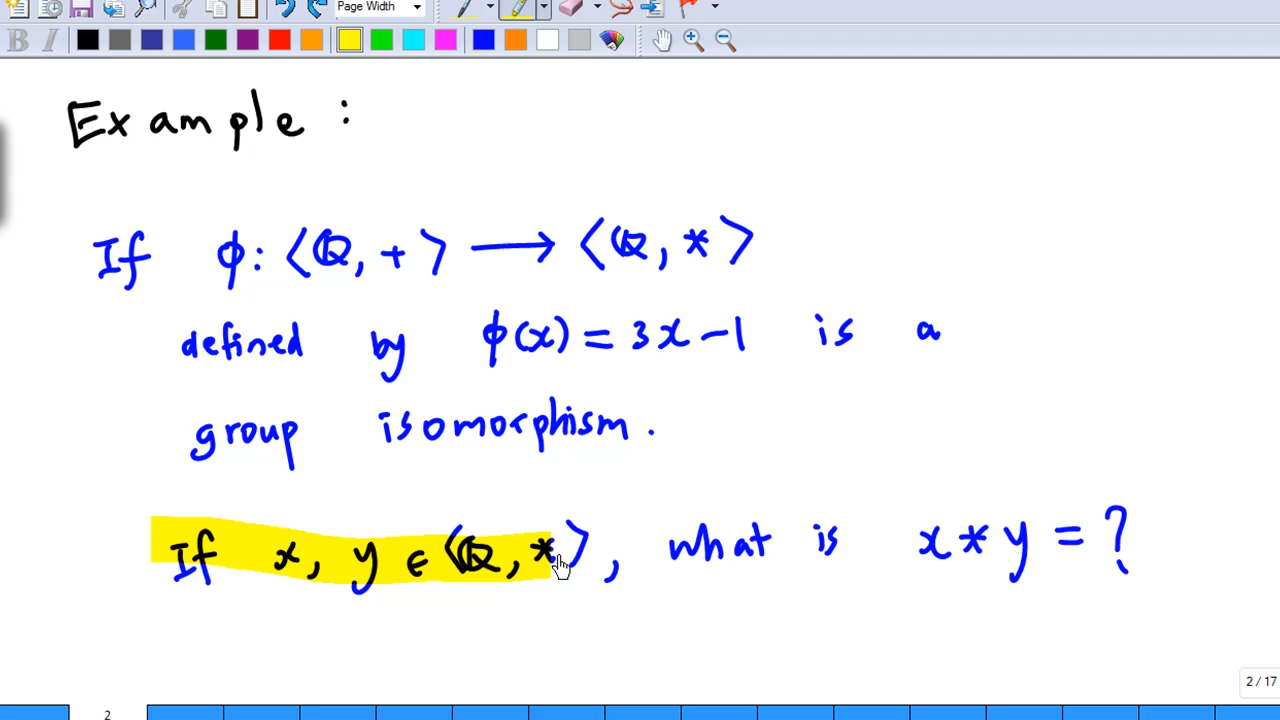 Page Width
B I
Example :
If φ: ⟨ℚ, +⟩ ⟶ ⟨ℚ, *⟩
defined by φ(x) = 3x - 1 is a
group isomorphism.
If x, y ∈ ⟨ℚ, *⟩, what is x * y = ?
2 / 17
2